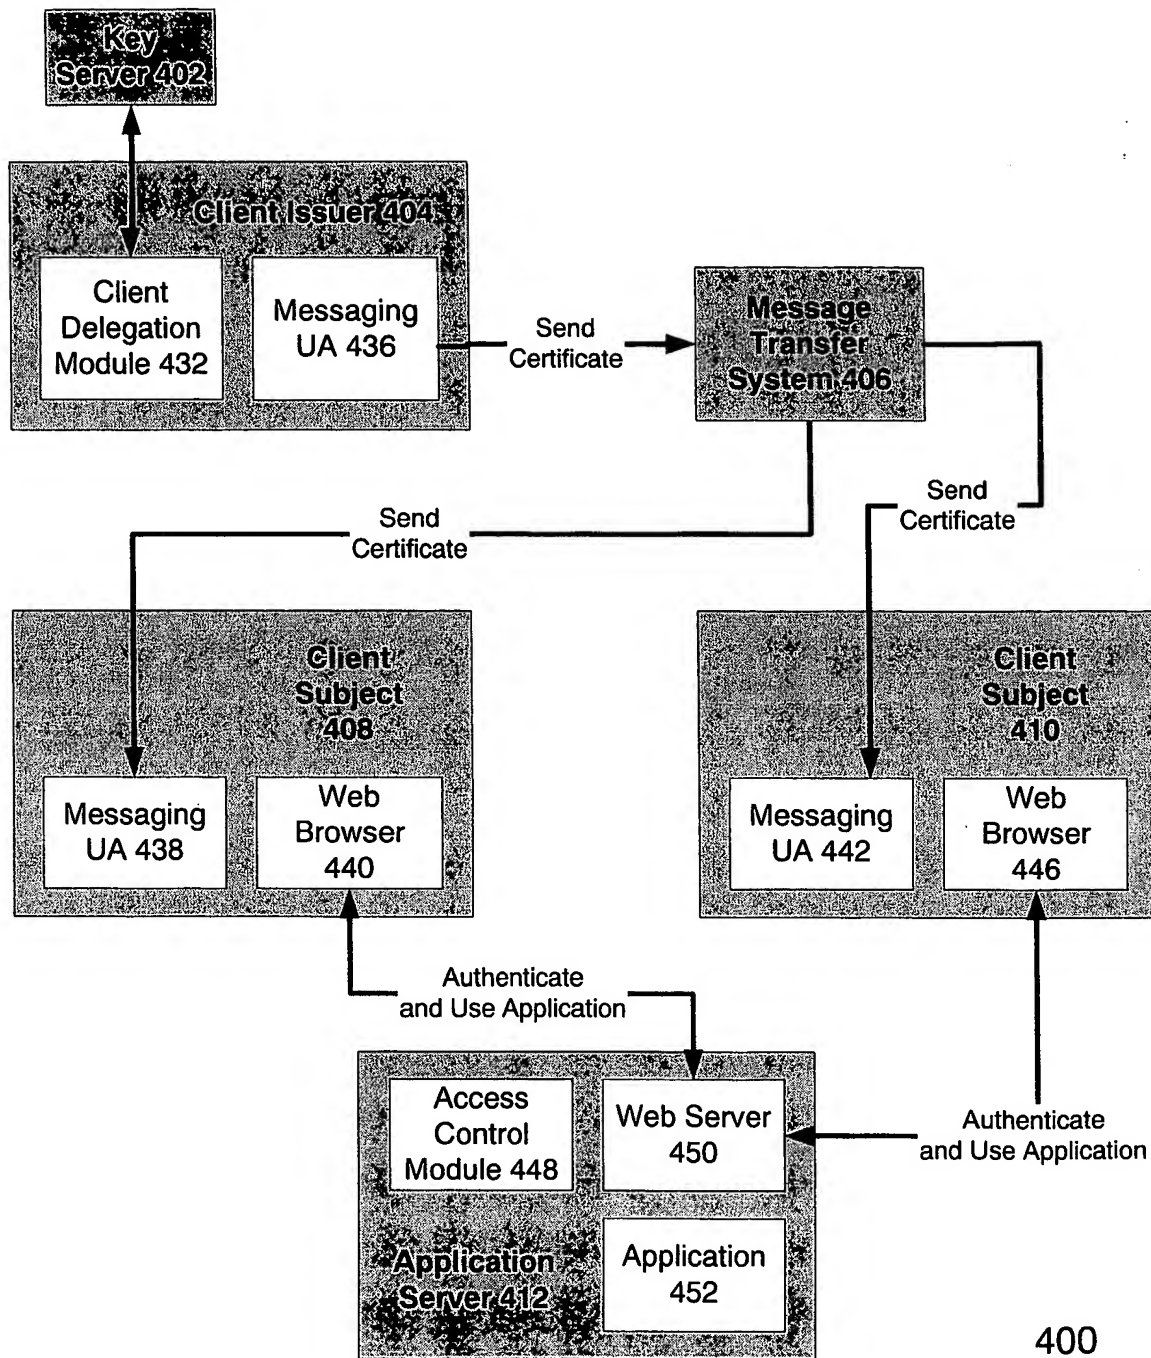 Key
Server 402
Client Issuer 404
Client
Delegation
Module 432
Messaging
UA 436
Send
Certificate
Message
Transfer
System 406
Send
Certificate
Send
Certificate
Client
Subject
408
Messaging
UA 438
Web
Browser
440
Client
Subject
410
Messaging
UA 442
Web
Browser
446
Authenticate
and Use Application
Access
Control
Module 448
Web Server
450
Authenticate
and Use Application
Application
Server 412
Application
452
400